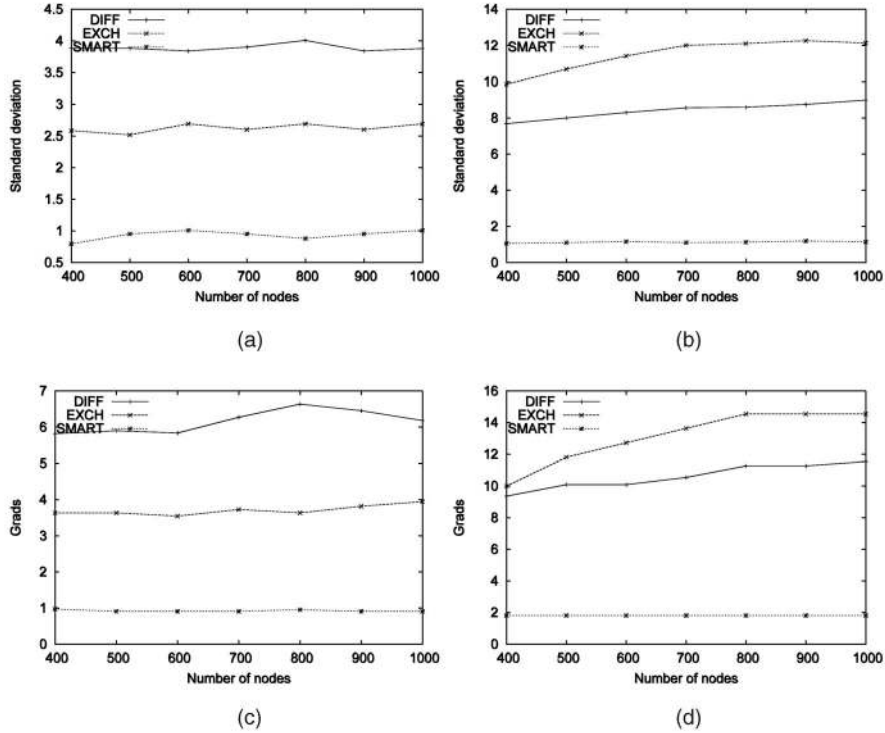 4.5
4
3.5
3
2.5
2
1.5
1
0.5
Standard deviation
DIFF
EXCH
SMART
400 500 600 700 800 900 1000
Number of nodes
(a)
14
12
10
8
6
4
2
0
Standard deviation
DIFF
EXCH
SMART
400 500 600 700 800 900 1000
Number of nodes
(b)
7
6
5
4
3
2
1
0
Grads
DIFF
EXCH
SMART
400 500 600 700 800 900 1000
Number of nodes
(c)
16
14
12
10
8
6
4
2
0
Grads
DIFF
EXCH
SMART
400 500 600 700 800 900 1000
Number of nodes
(d)